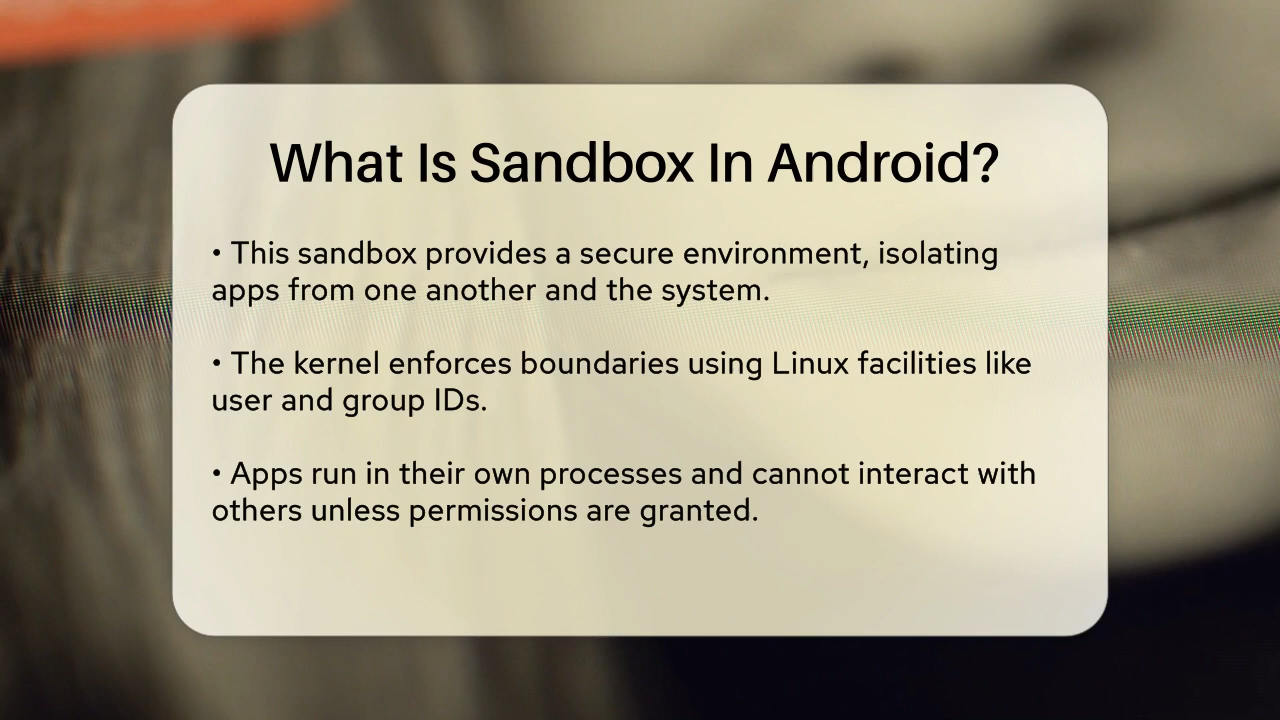 What Is Sandbox In Android?
• This sandbox provides a secure environment, isolating
apps from one another and the system.
• The kernel enforces boundaries using Linux facilities like
user and group IDs.
• Apps run in their own processes and cannot interact with
others unless permissions are granted.